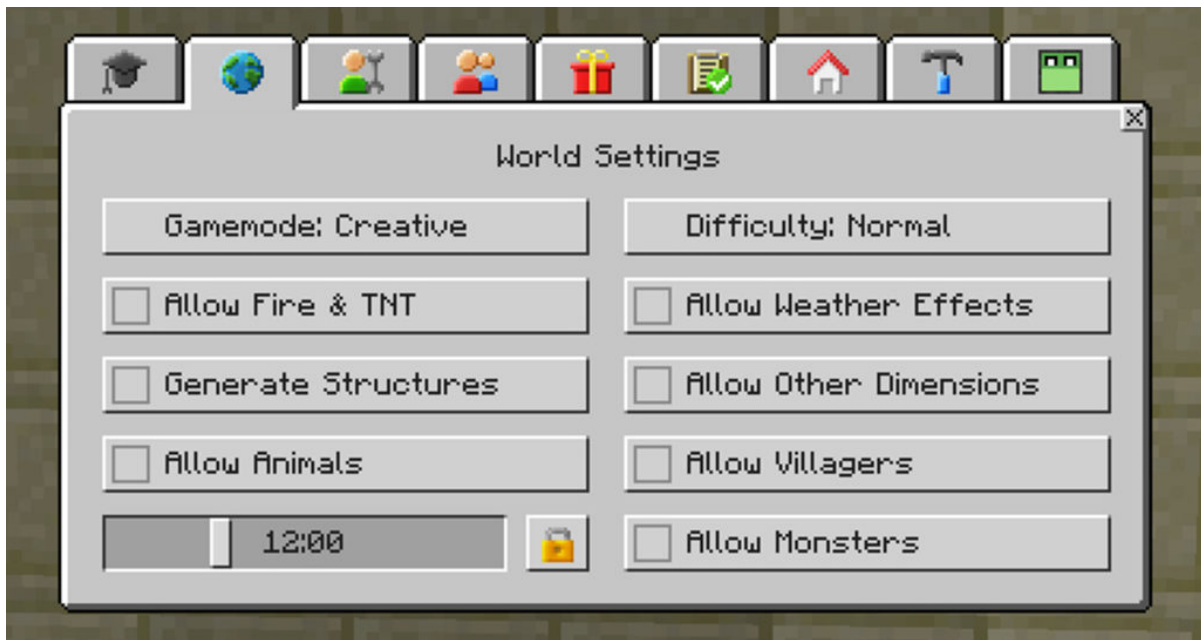 World Settings
Gamemode: Creative
Difficulty: Normal
Allow Fire & TNT
Allow Weather Effects
Generate Structures
Allow Other Dimensions
Allow Animals
Allow Villagers
12:00
Allow Monsters